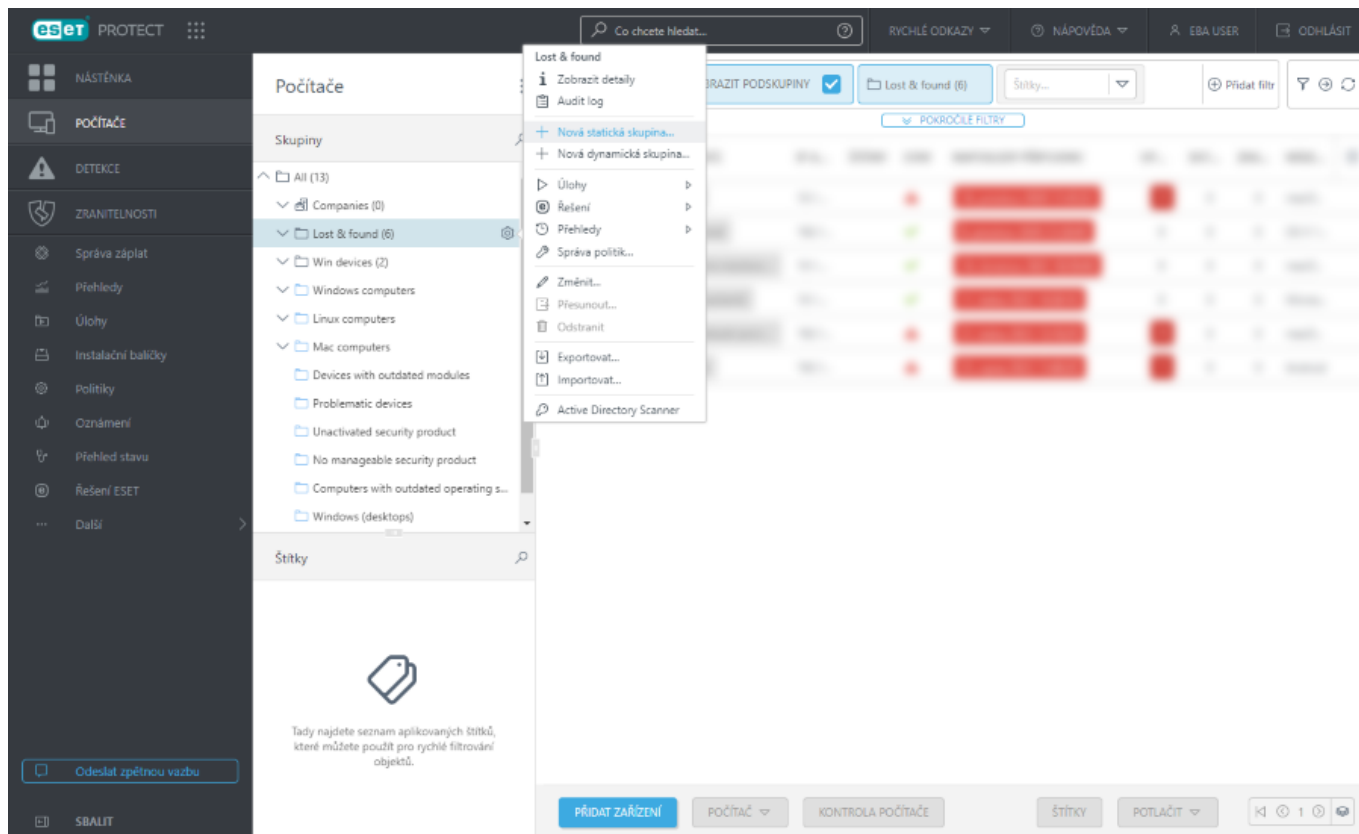 eset PROTECT
Co chcete hledat...
RYCHLÉ ODKAZY
NÁPOVĚDA
EBA USER
ODHLÁSIT
NÁSTĚNKA
POČÍTAČE
DETEKCE
ZRANITELNOSTI
Správa záplat
Přehledy
Úlohy
Instalační balíčky
Politiky
Oznámení
Přehled stavu
Řešení ESET
Další
Odeslat zpětnou vazbu
SBALIT
Počítače
Skupiny
All (13)
Companies (0)
Lost & found (6)
Win devices (2)
Windows computers
Linux computers
Mac computers
Devices with outdated modules
Problematic devices
Unactivated security product
No manageable security product
Computers with outdated operating s...
Windows (desktops)
Štítky
Tady najdete seznam aplikovaných štítků,
které můžete použít pro rychlé filtrování
objektů.
Lost & found
Zobrazit detaily
Audit log
Nová statická skupina...
Nová dynamická skupina...
Úlohy
Řešení
Přehledy
Správa politik...
Změnit...
Přesunout...
Odstranit
Exportovat...
Importovat...
Active Directory Scanner
PODSKUPINY
Lost & found (6)
Štítky...
Přidat filtr
POKROČILÉ FILTRY
PŘIDAT ZAŘÍZENÍ
POČÍTAČ
KONTROLA POČÍTAČE
ŠTÍTKY
POTLAČIT
1